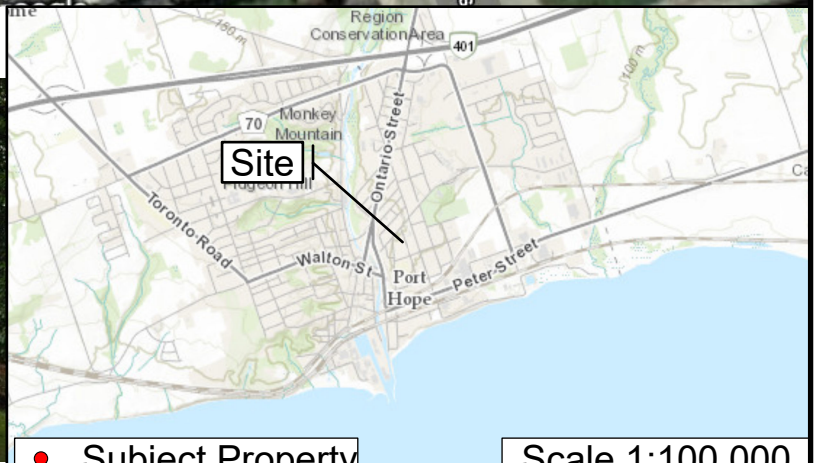 Region
Conservation Area
401
160 m
100 m
70
Monkey
Mountain
Ontario Street
Site
Toronto Road
Walton St
Port
Hope
Peter Street
Subject Property
Scale 1:100,000